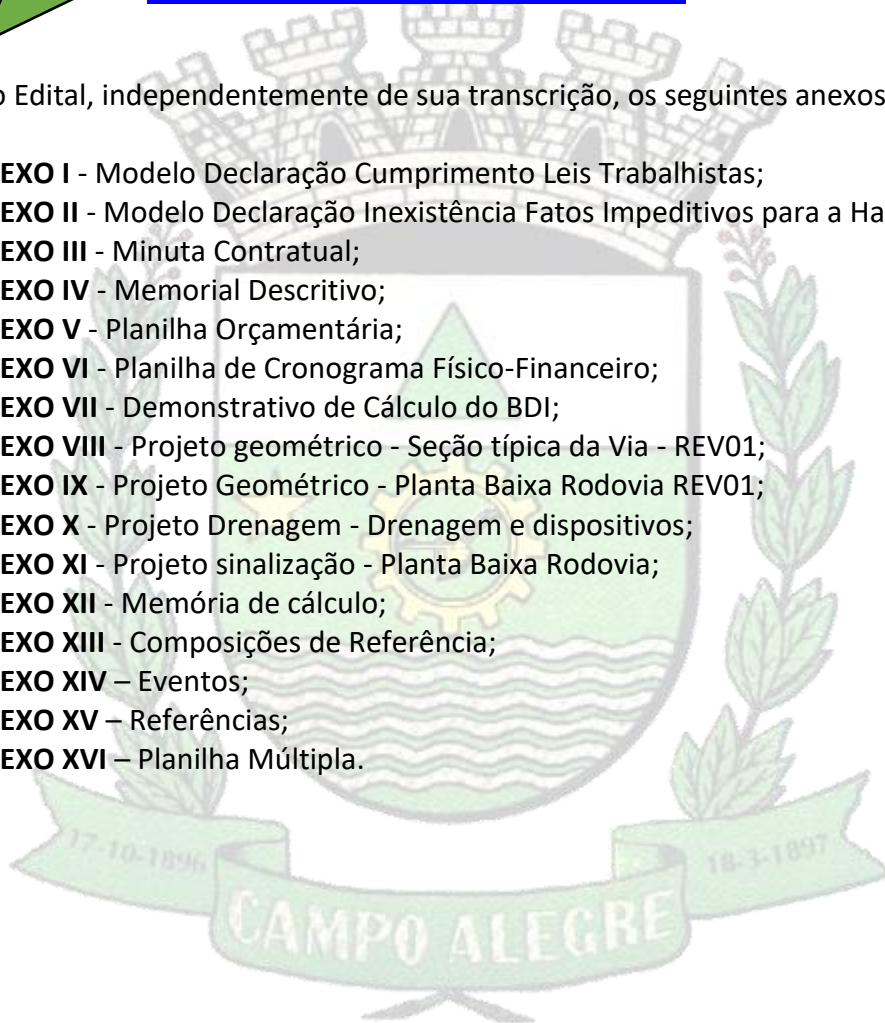 o Edital, independentemente de sua transcrição, os seguintes anexos
EXO I - Modelo Declaração Cumprimento Leis Trabalhistas;
EXO II - Modelo Declaração Inexistência Fatos Impeditivos para a Ha
EXO III - Minuta Contratual;
EXO IV - Memorial Descritivo;
EXO V - Planilha Orçamentária;
EXO VI - Planilha de Cronograma Físico-Financeiro;
EXO VII - Demonstrativo de Cálculo do BDI;
EXO VIII - Projeto geométrico - Seção típica da Via - REV01;
EXO IX - Projeto Geométrico - Planta Baixa Rodovia REV01;
EXO X - Projeto Drenagem - Drenagem e dispositivos;
EXO XI - Projeto sinalização - Planta Baixa Rodovia;
EXO XII - Memória de cálculo;
EXO XIII - Composições de Referência;
EXO XIV – Eventos;
EXO XV – Referências;
EXO XVI – Planilha Múltipla.
17-10-1896
18-3-1897
CAMPO ALEGRE